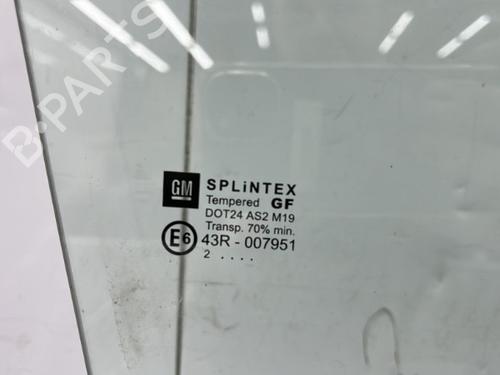 B-PARTS
GM SPLiNTEX
Tempered GF
DOT24 AS2 M19
Transp. 70% min.
E6 43R - 007951
2 ....